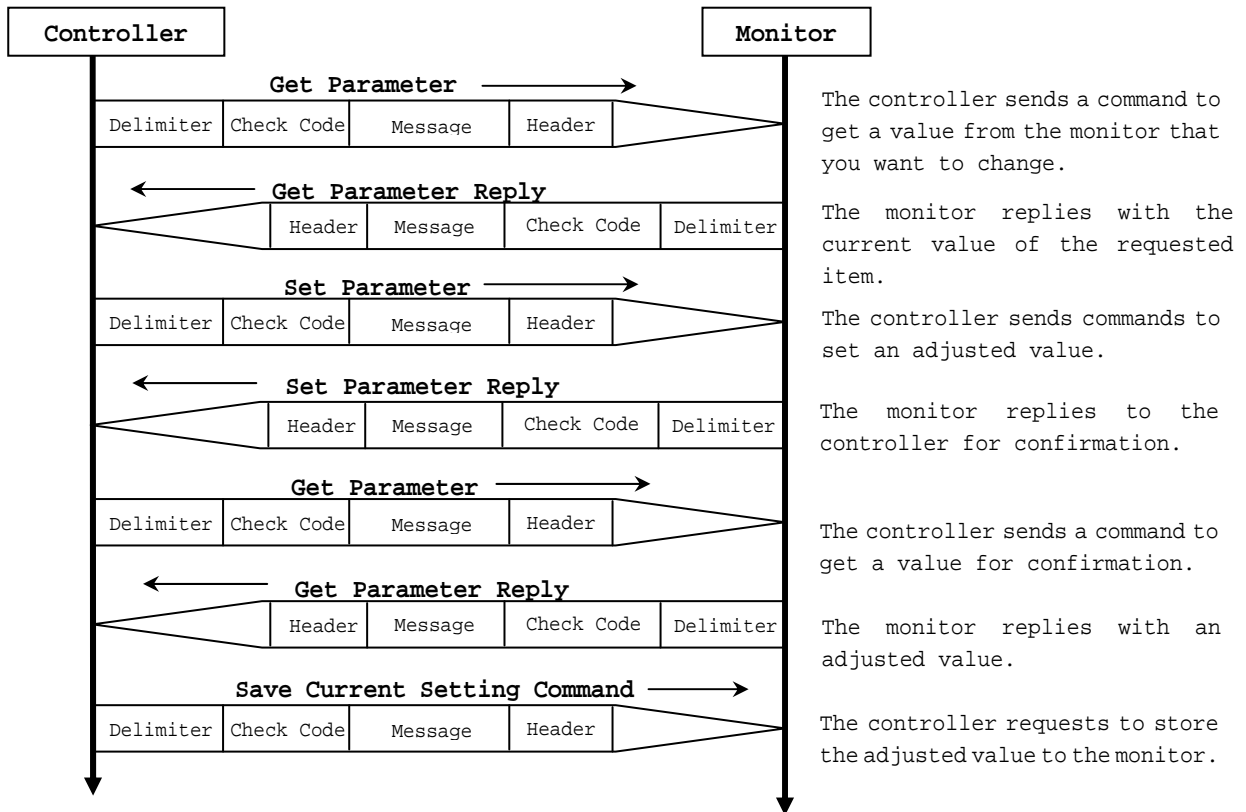 Controller
Monitor
Get Parameter
Delimiter Check Code Message Header
The controller sends a command to
get a value from the monitor that
you want to change.
Get Parameter Reply
Header Message Check Code Delimiter
The monitor replies with the
current value of the requested
item.
Set Parameter
Delimiter Check Code Message Header
The controller sends commands to
set an adjusted value.
Set Parameter Reply
Header Message Check Code Delimiter
The monitor replies to the
controller for confirmation.
Get Parameter
Delimiter Check Code Message Header
The controller sends a command to
get a value for confirmation.
Get Parameter Reply
Header Message Check Code Delimiter
The monitor replies with an
adjusted value.
Save Current Setting Command
Delimiter Check Code Message Header
The controller requests to store
the adjusted value to the monitor.